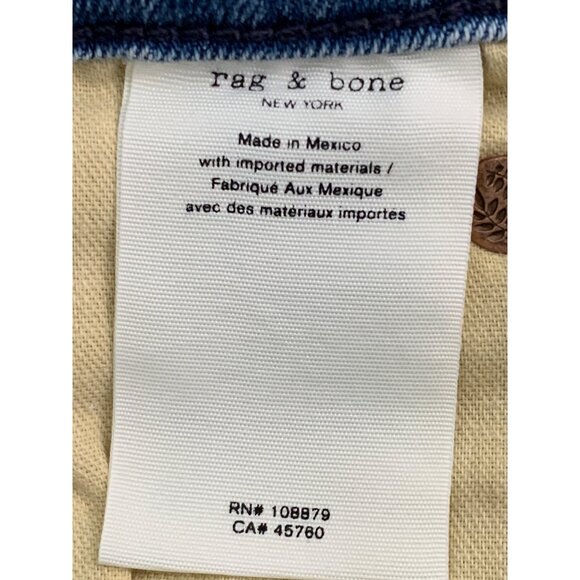 rag & bone
NEW YORK
Made in Mexico
with imported materials /
Fabriqué Aux Mexique
avec des matériaux importés
RN# 108879
CA# 45760